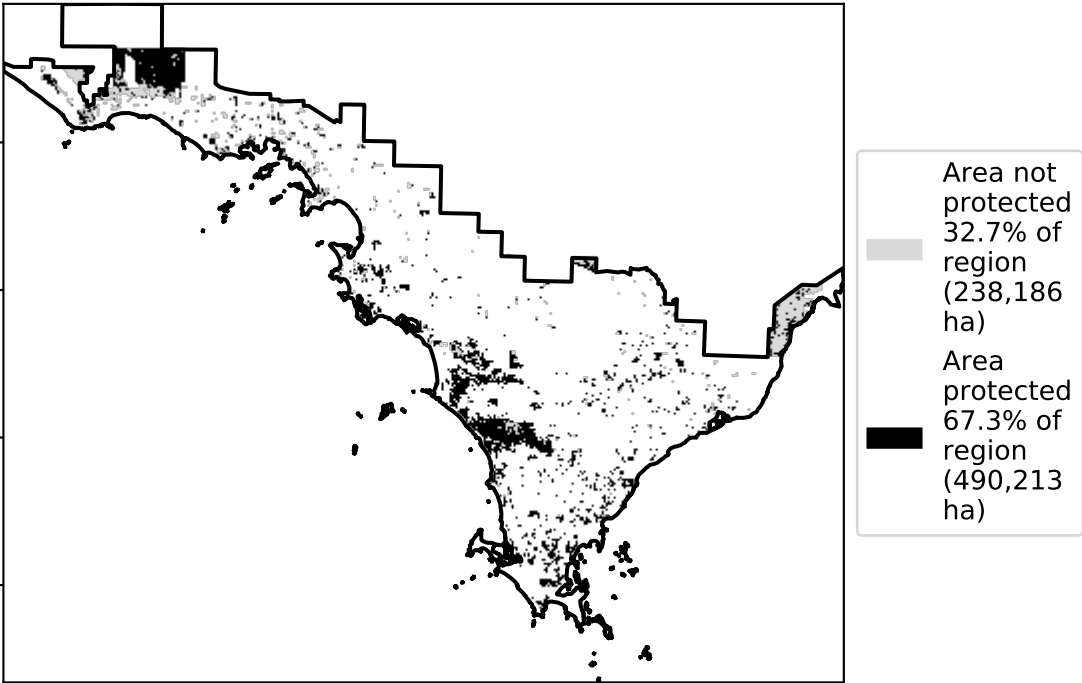 Area not
protected
32.7% of
region
(238,186
ha)
Area
protected
67.3% of
region
(490,213
ha)